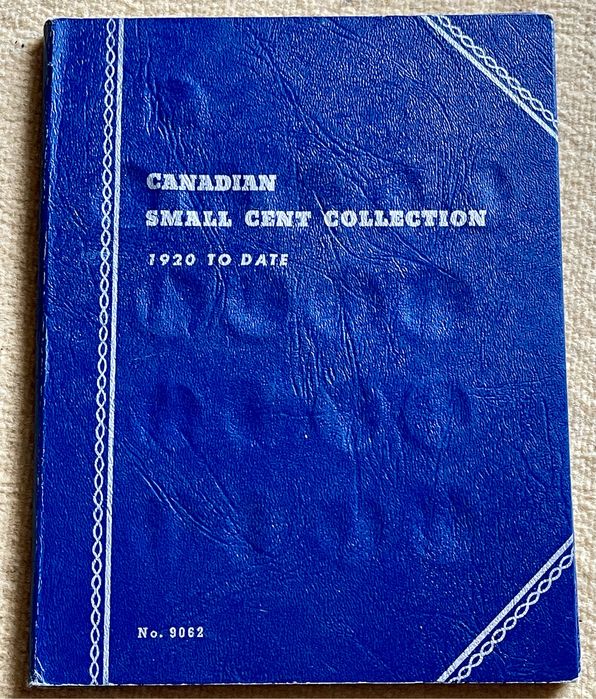 CANADIAN
SMALL CENT COLLECTION
1920 TO DATE
No. 9062